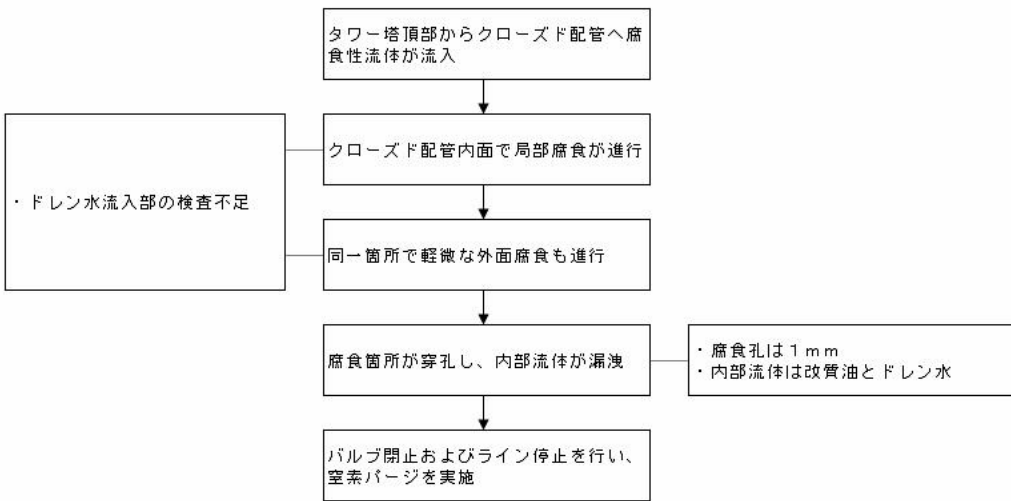 タワー塔頂部からクローズド配管へ腐
食性流体が流入
クローズド配管内面で局部腐食が進行
・ドレン水流入部の検査不足
同一箇所で軽微な外面腐食も進行
腐食箇所が穿孔し、内部流体が漏洩
・腐食孔は１ｍｍ
・内部流体は改質油とドレン水
バルブ閉止およびライン停止を行い、
窒素パージを実施